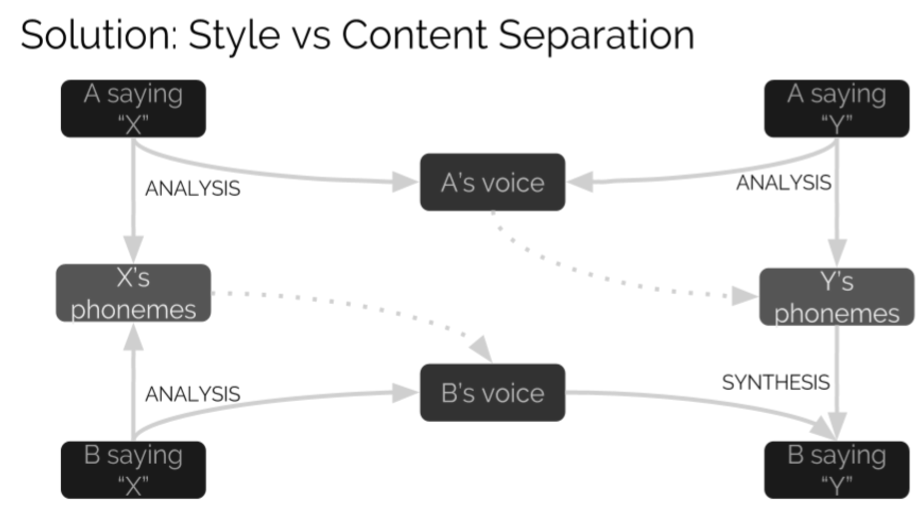 Solution: Style vs Content Separation
A saying
“X”
A saying
“Y”
A's voice
ANALYSIS
ANALYSIS
X's
phonemes
Y's
phonemes
ANALYSIS
B's voice
SYNTHESIS
B saying
“X”
B saying
“Y”